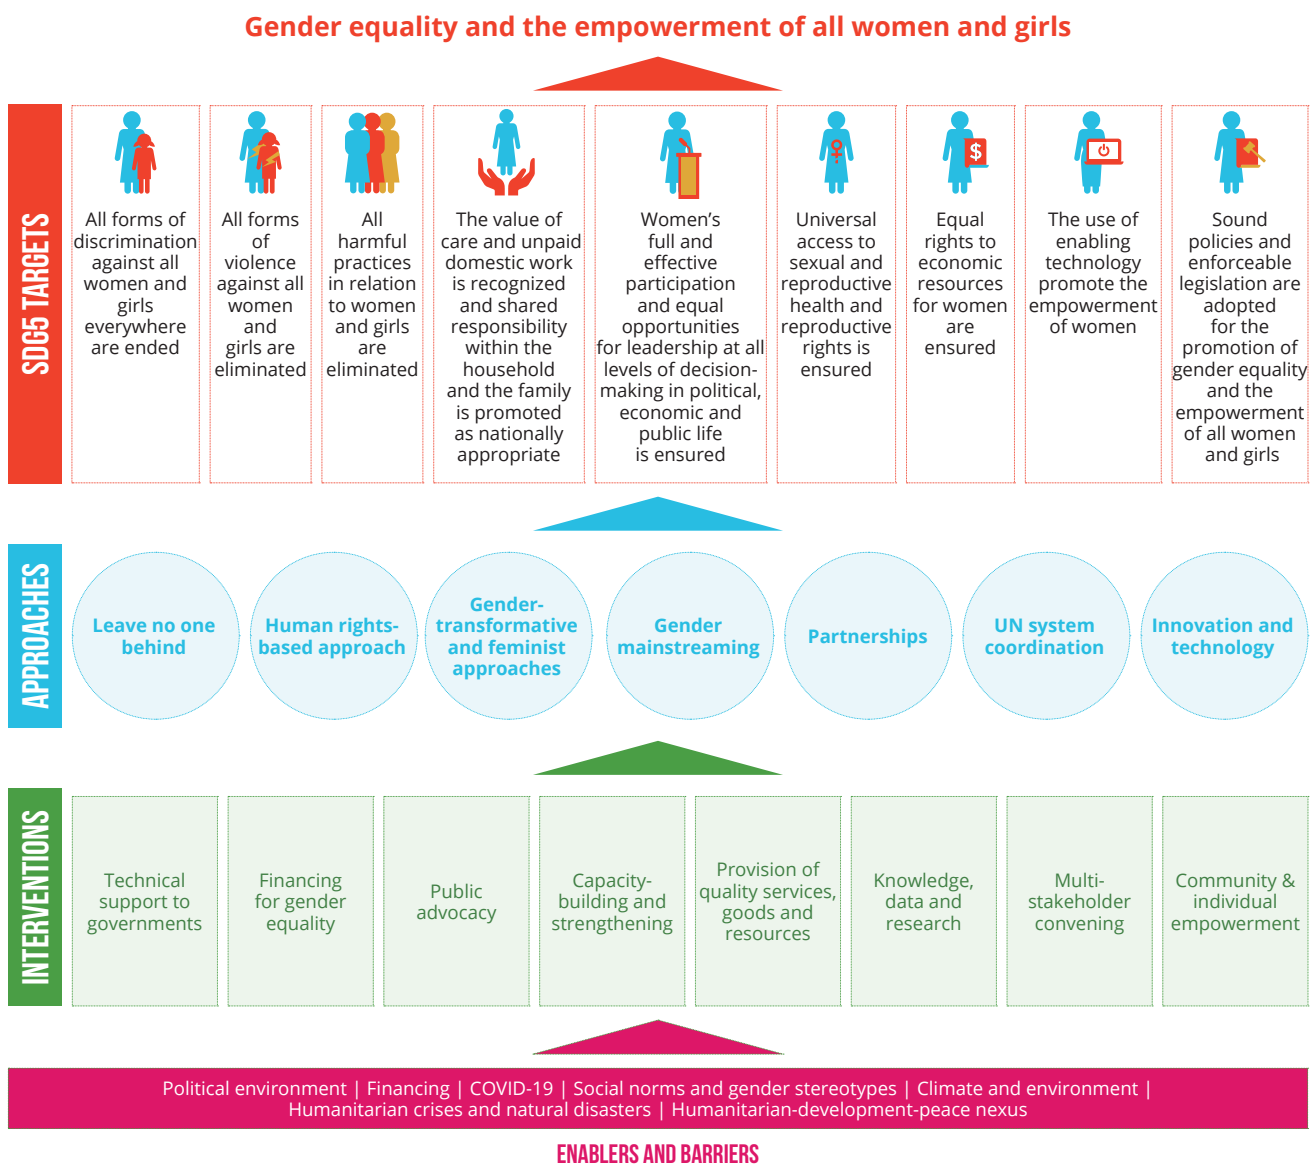 Gender equality and the empowerment of all women and girls
SDG5 TARGETS
All forms of
discrimination
against all
women and
girls
everywhere
are ended
All forms
of
violence
against all
women
and
girls are
eliminated
All
harmful
practices
in relation
to women
and girls
are
eliminated
The value of
care and unpaid
domestic work
is recognized
and shared
responsibility
within the
household
and the family
is promoted
as nationally
appropriate
Women’s
full and
effective
participation
and equal
opportunities
for leadership at all
levels of decision-
making in political,
economic and
public life
is ensured
Universal
access to
sexual and
reproductive
health and
reproductive
rights is
ensured
$
Equal
rights to
economic
resources
for women
are
ensured
The use of
enabling
technology
promote the
empowerment
of women
Sound
policies and
enforceable
legislation are
adopted
for the
promotion of
gender equality
and the
empowerment
of all women
and girls
APPROACHES
Leave no one
behind
Human rights-
based approach
Gender-
transformative
and feminist
approaches
Gender
mainstreaming
Partnerships
UN system
coordination
Innovation and
technology
INTERVENTIONS
Technical
support to
governments
Financing
for gender
equality
Public
advocacy
Capacity-
building and
strengthening
Provision of
quality services,
goods and
resources
Knowledge,
data and
research
Multi-
stakeholder
convening
Community &
individual
empowerment
Political environment | Financing | COVID-19 | Social norms and gender stereotypes | Climate and environment |
Humanitarian crises and natural disasters | Humanitarian-development-peace nexus
ENABLERS AND BARRIERS